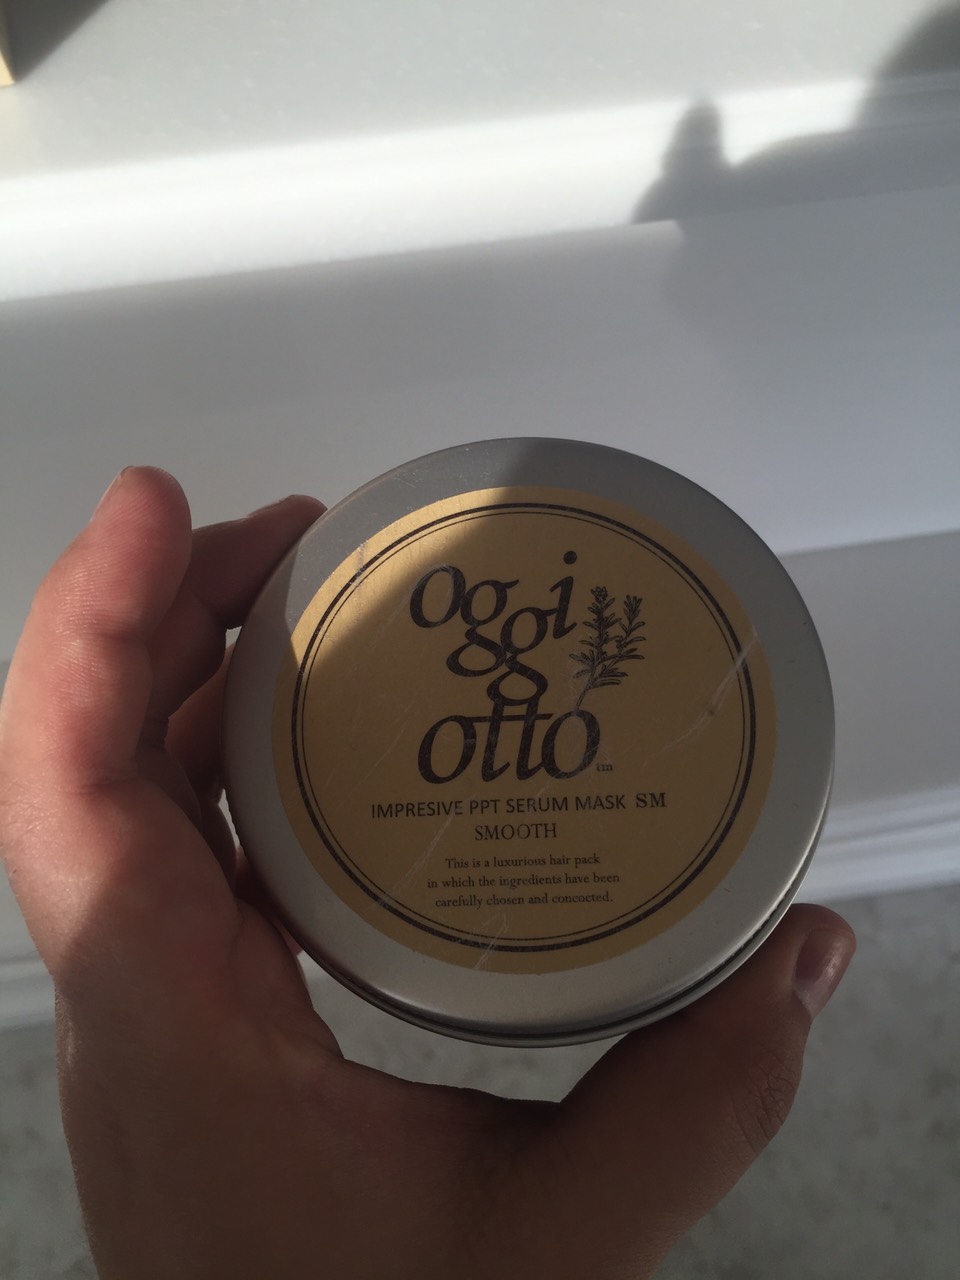 oggi
otto
IMPRESIVE PPT SERUM MASK SM
SMOOTH
This is a luxurious hair pack
in which the ingredients have been
carefully chosen and concocted.